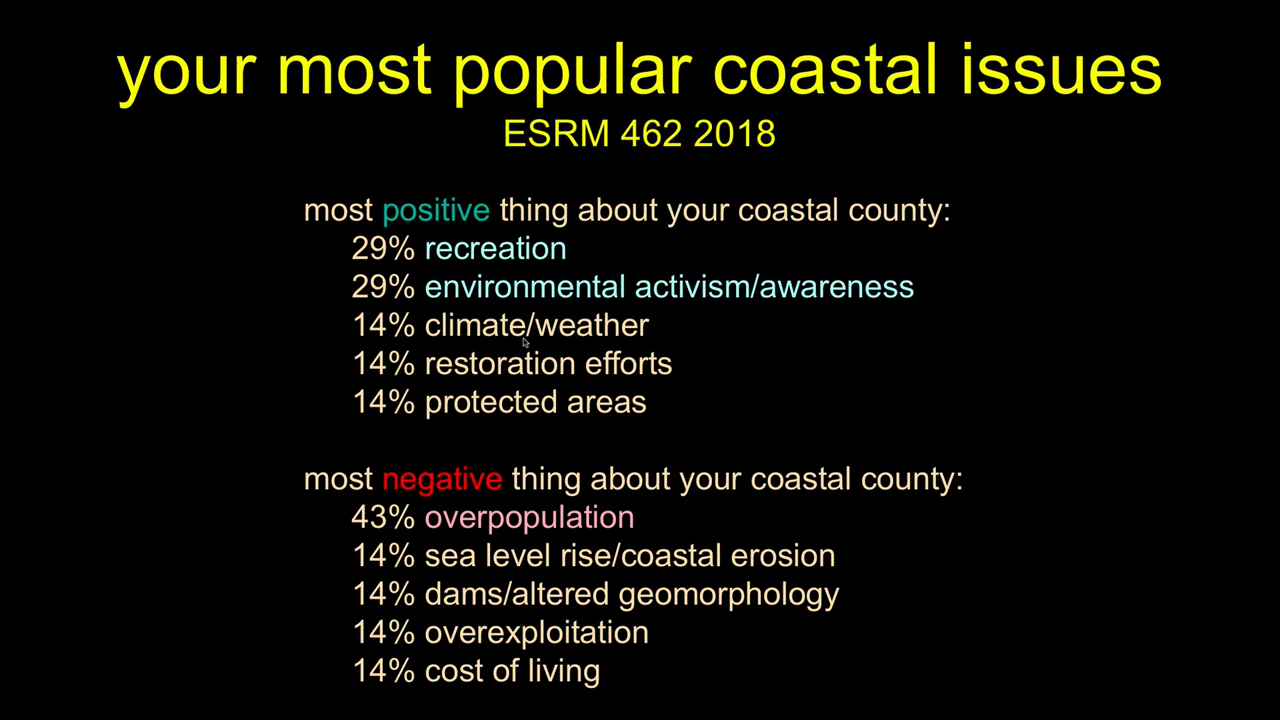 your most popular coastal issues
ESRM 462 2018
most positive thing about your coastal county:
29% recreation
29% environmental activism/awareness
14% climate/weather
14% restoration efforts
14% protected areas
most negative thing about your coastal county:
43% overpopulation
14% sea level rise/coastal erosion
14% dams/altered geomorphology
14% overexploitation
14% cost of living